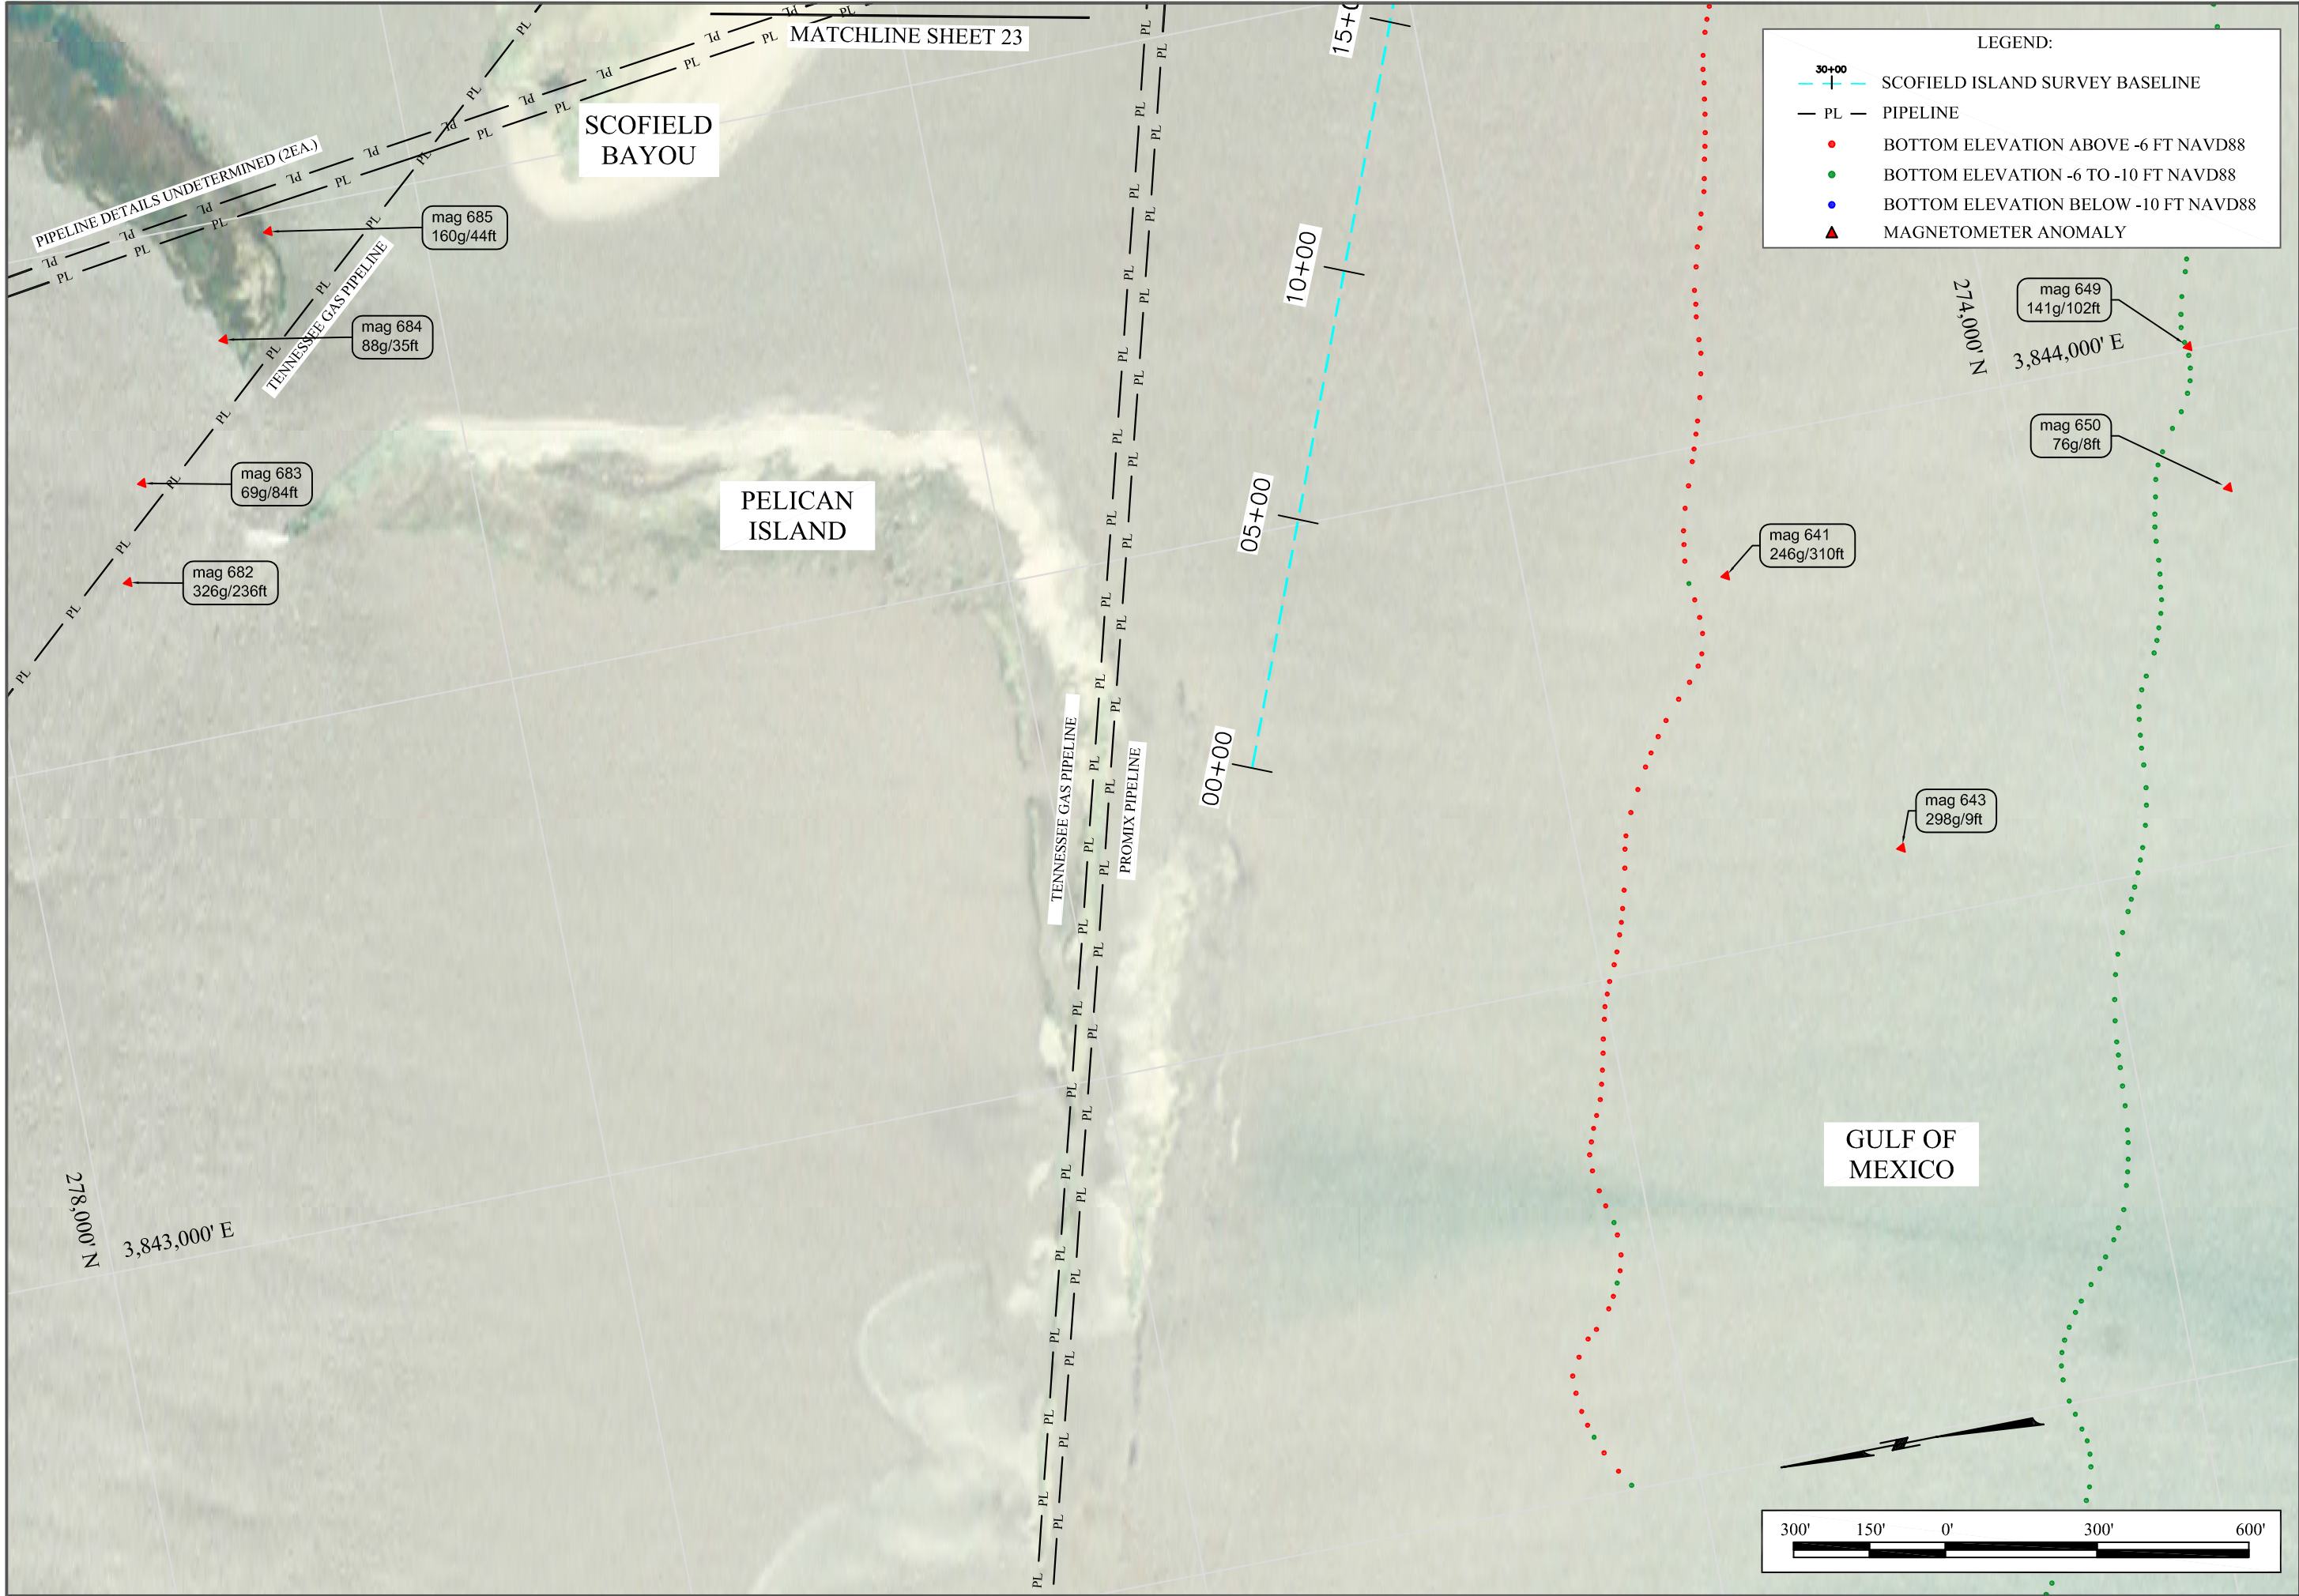 MATCHLINE SHEET 23
15+0
LEGEND:
30+00
SCOFIELD ISLAND SURVEY BASELINE
PL
PIPELINE
BOTTOM ELEVATION ABOVE -6 FT NAVD88
BOTTOM ELEVATION -6 TO -10 FT NAVD88
BOTTOM ELEVATION BELOW -10 FT NAVD88
MAGNETOMETER ANOMALY
SCOFIELD
BAYOU
PIPELINE DETAILS UNDETERMINED (2EA.)
mag 685
160g/44ft
TENNESSEE GAS PIPELINE
mag 684
88g/35ft
10+00
274,000' N
3,844,000' E
mag 649
141g/102ft
mag 650
76g/8ft
mag 683
69g/84ft
PELICAN
ISLAND
05+00
mag 641
246g/310ft
mag 682
326g/236ft
TENNESSEE GAS PIPELINE
PROMIX PIPELINE
00+00
mag 643
298g/9ft
GULF OF
MEXICO
278,000' N
3,843,000' E
300' 150' 0' 300' 600'